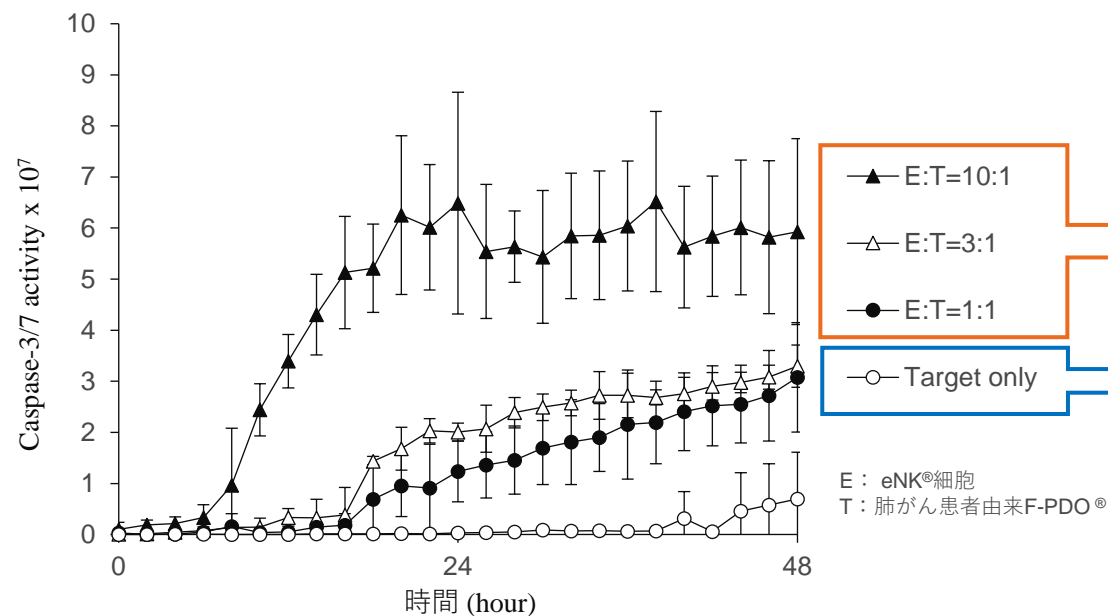 Caspase-3/7 activity x 10⁷
10
9
8
7
6
5
4
3
2
1
0
0
24
48
時間 (hour)
E:T=10:1
E:T=3:1
E:T=1:1
Target only
E： eNK®細胞
T：肺がん患者由来F-PDO®